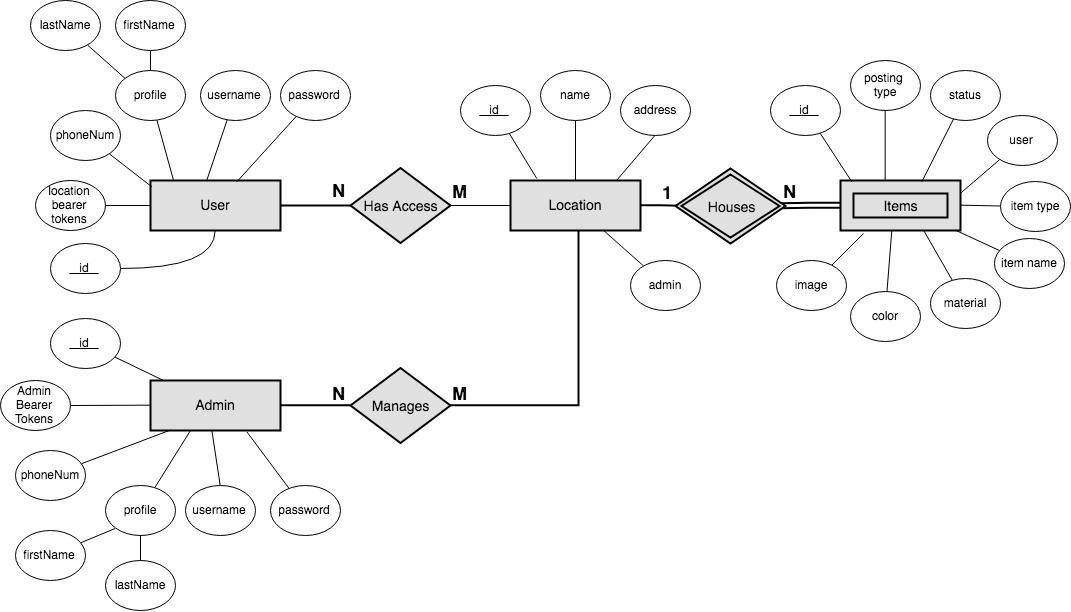 lastName
firstName
profile
username
password
phoneNum
location
bearer
tokens
id
User
N
Has Access
M
id
name
address
Location
admin
1
Houses
N
id
posting
type
status
user
item type
item name
material
color
image
Items
id
Admin
Bearer
Tokens
Admin
N
Manages
M
phoneNum
profile
username
password
firstName
lastName